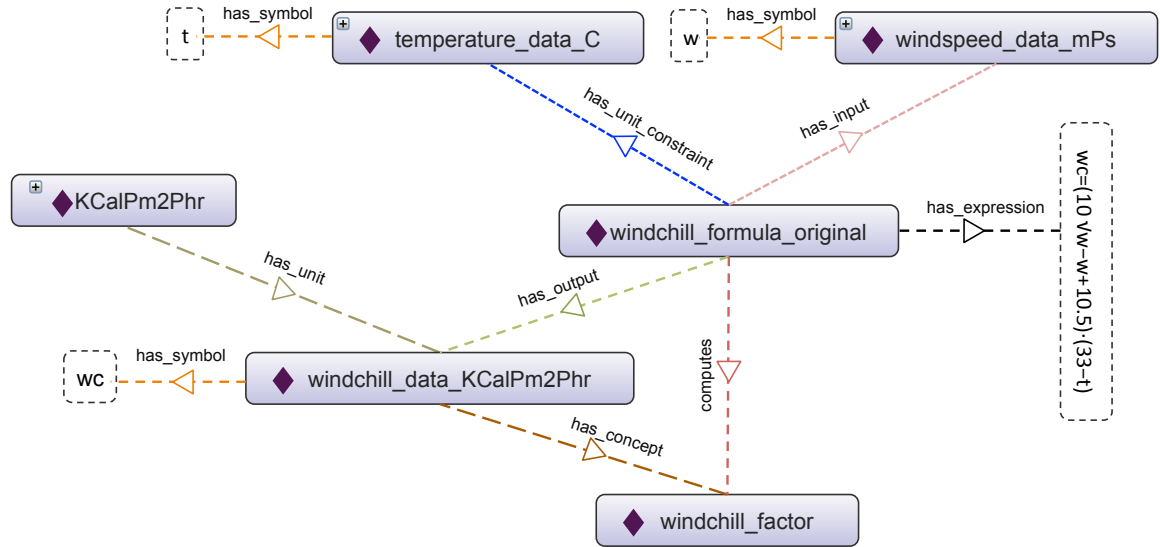 has_symbol
t
temperature_data_C
has_symbol
w
windspeed_data_mPs
has_unit_constraint
has_input
KCalPm2Phr
windchill_formula_original
has_expression
wc=(10 √w−w+10.5)·(33−t)
has_unit
has_output
has_symbol
wc
windchill_data_KCalPm2Phr
computes
has_concept
windchill_factor